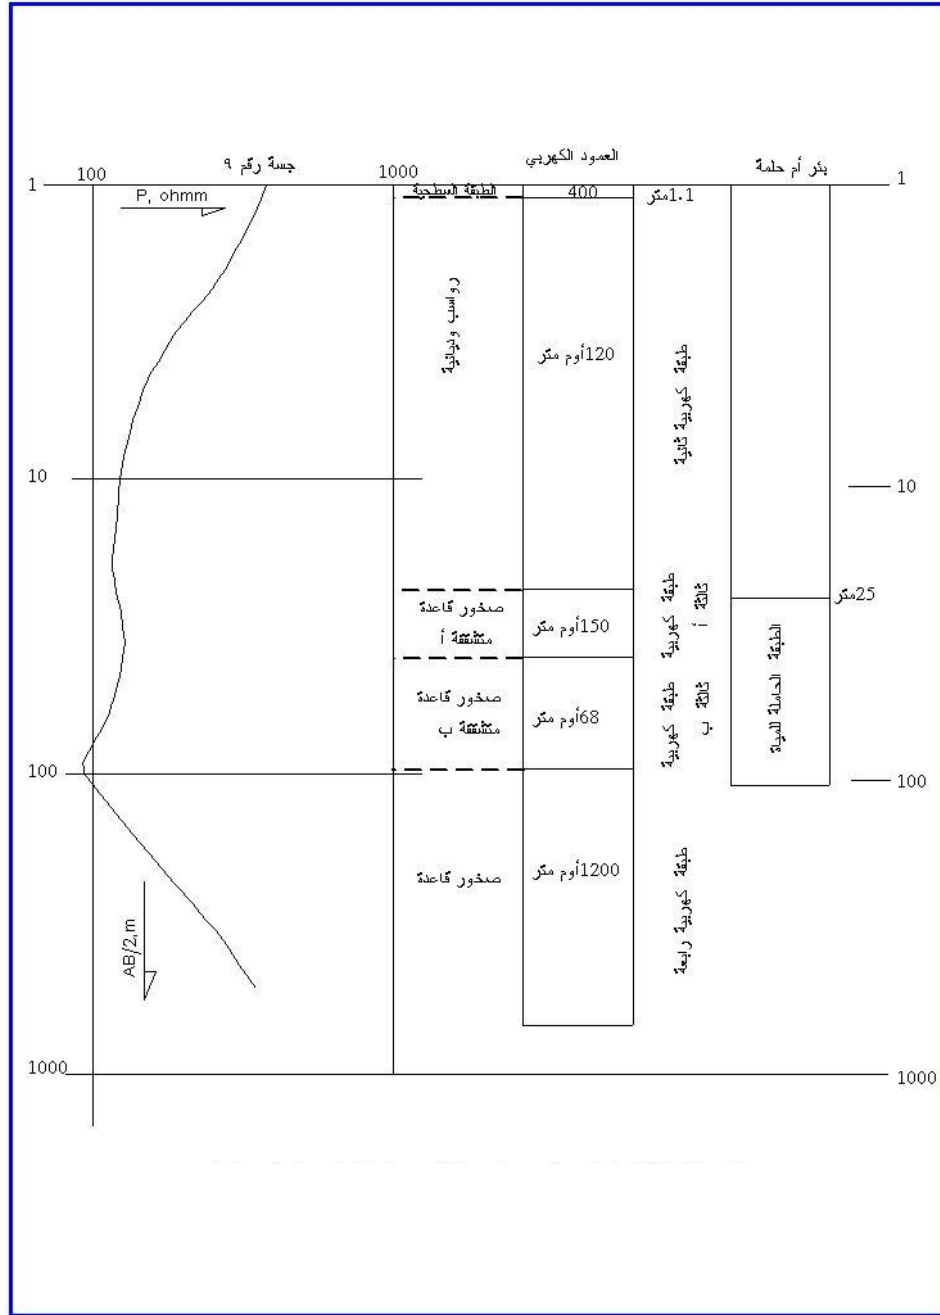 العمود الكهربي
جسة رقم ٩
بئر أم حلمة
100
1000
1
1
P, ohmm
الطبقة السطحية
400
1.1متر
رواسب وديانية
120أوم متر
طبقة كهربية ثانية
10
10
صخور قاعدة
متشققة أ
150أوم متر
طبقة كهربية
ثالثة أ
25متر
صخور قاعدة
متشققة ب
68أوم متر
طبقة كهربية
ثالثة ب
الطبقة الحاملة للمياة
100
100
صخور قاعدة
1200أوم متر
طبقة كهربية رابعة
AB/2,m
1000
1000